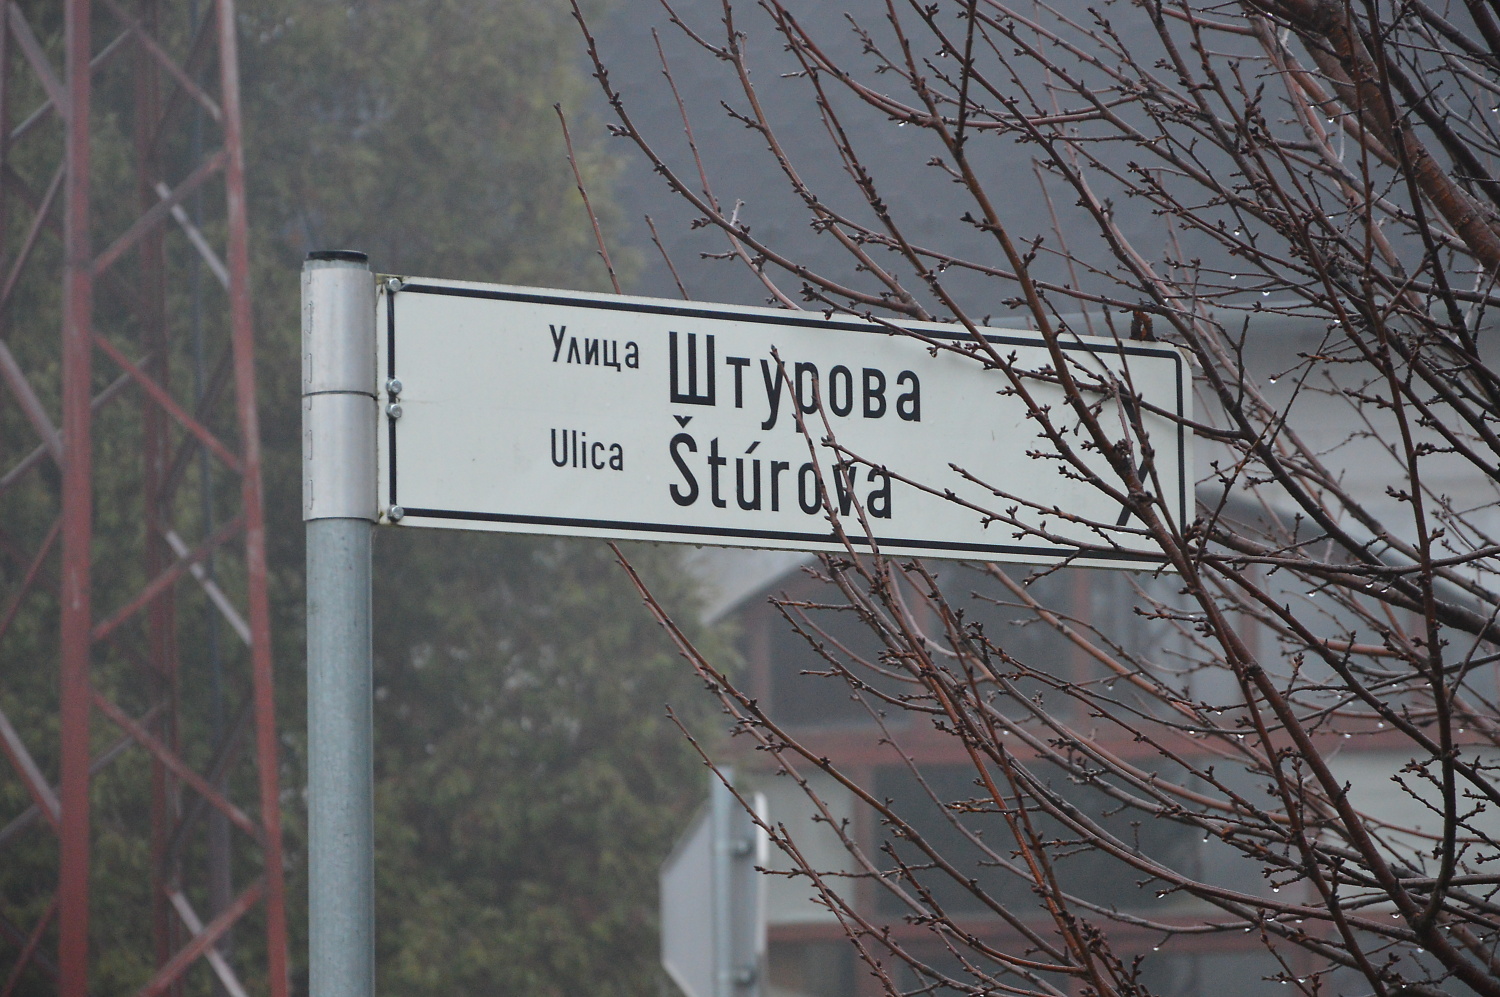 Улица Штурова
Ulica Štúrova